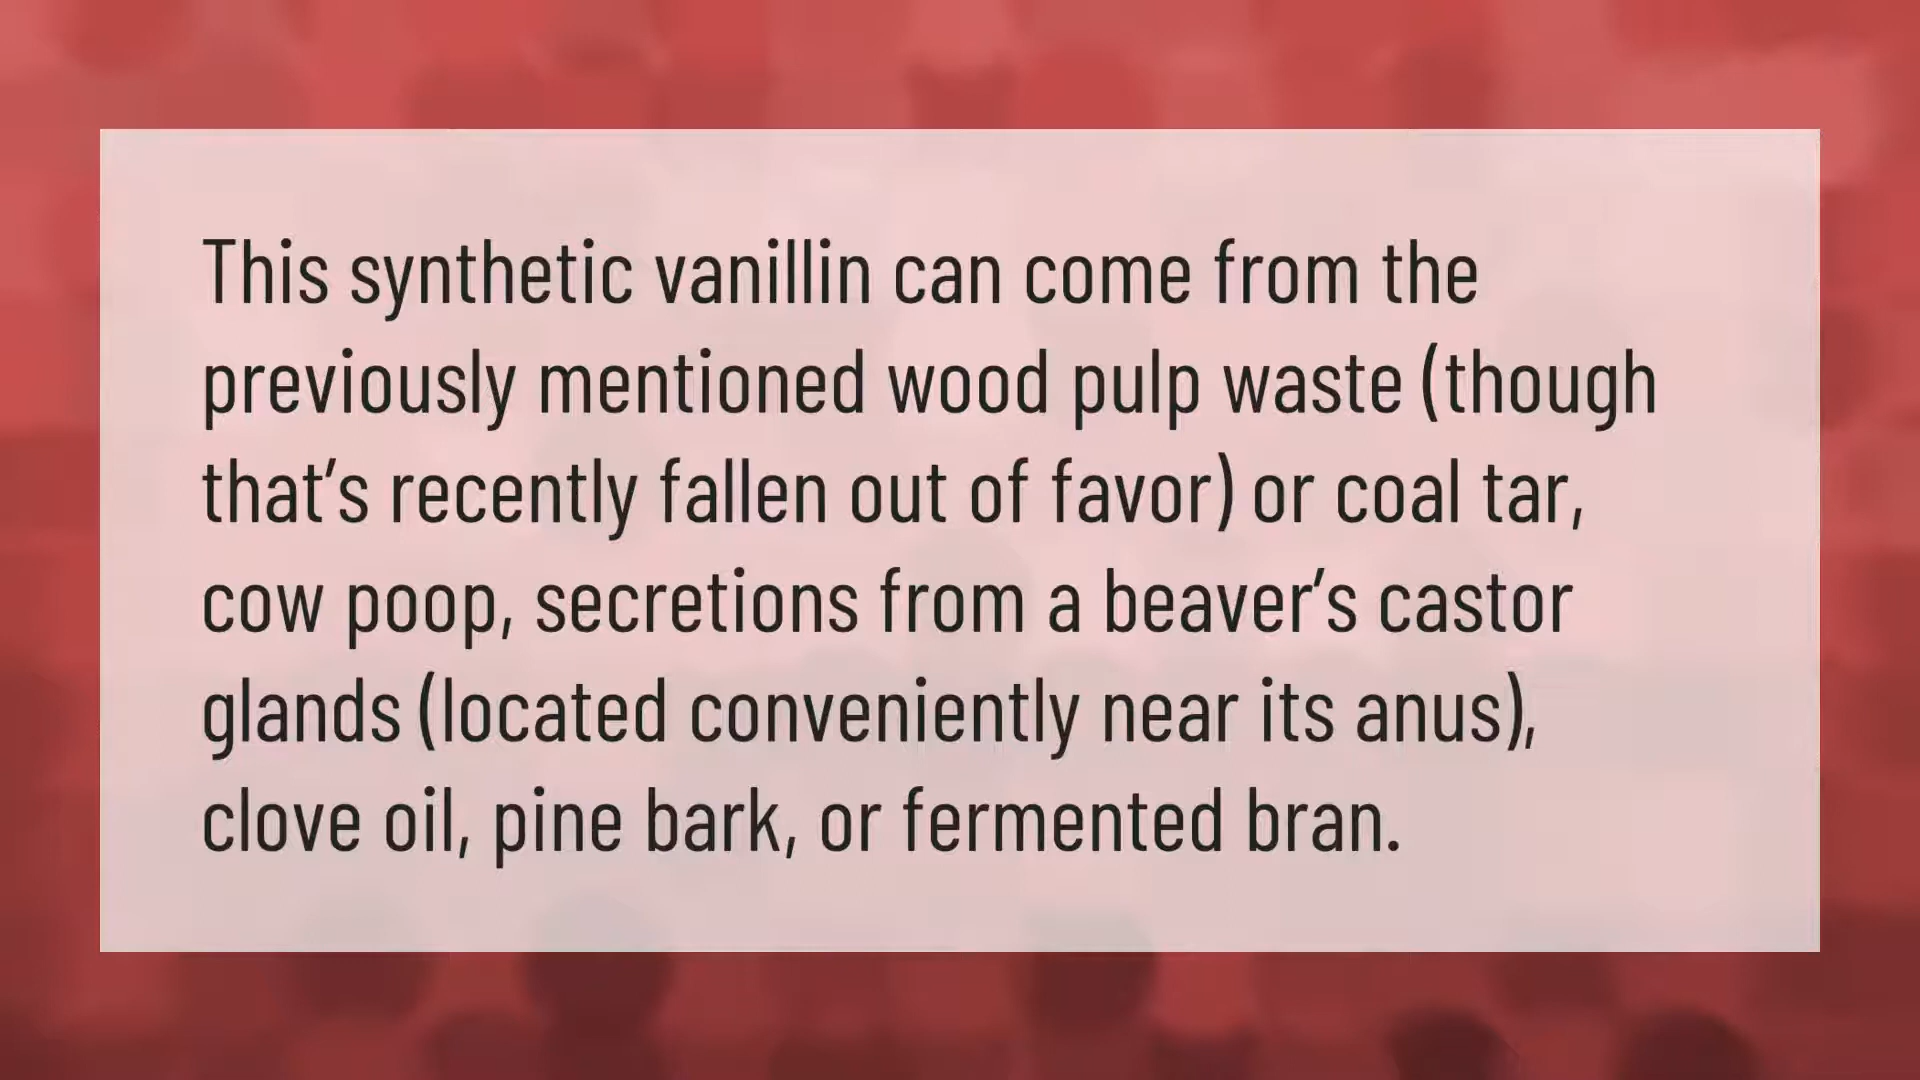 This synthetic vanillin can come from the
previously mentioned wood pulp waste (though
that’s recently fallen out of favor) or coal tar,
cow poop, secretions from a beaver’s castor
glands (located conveniently near its anus),
clove oil, pine bark, or fermented bran.